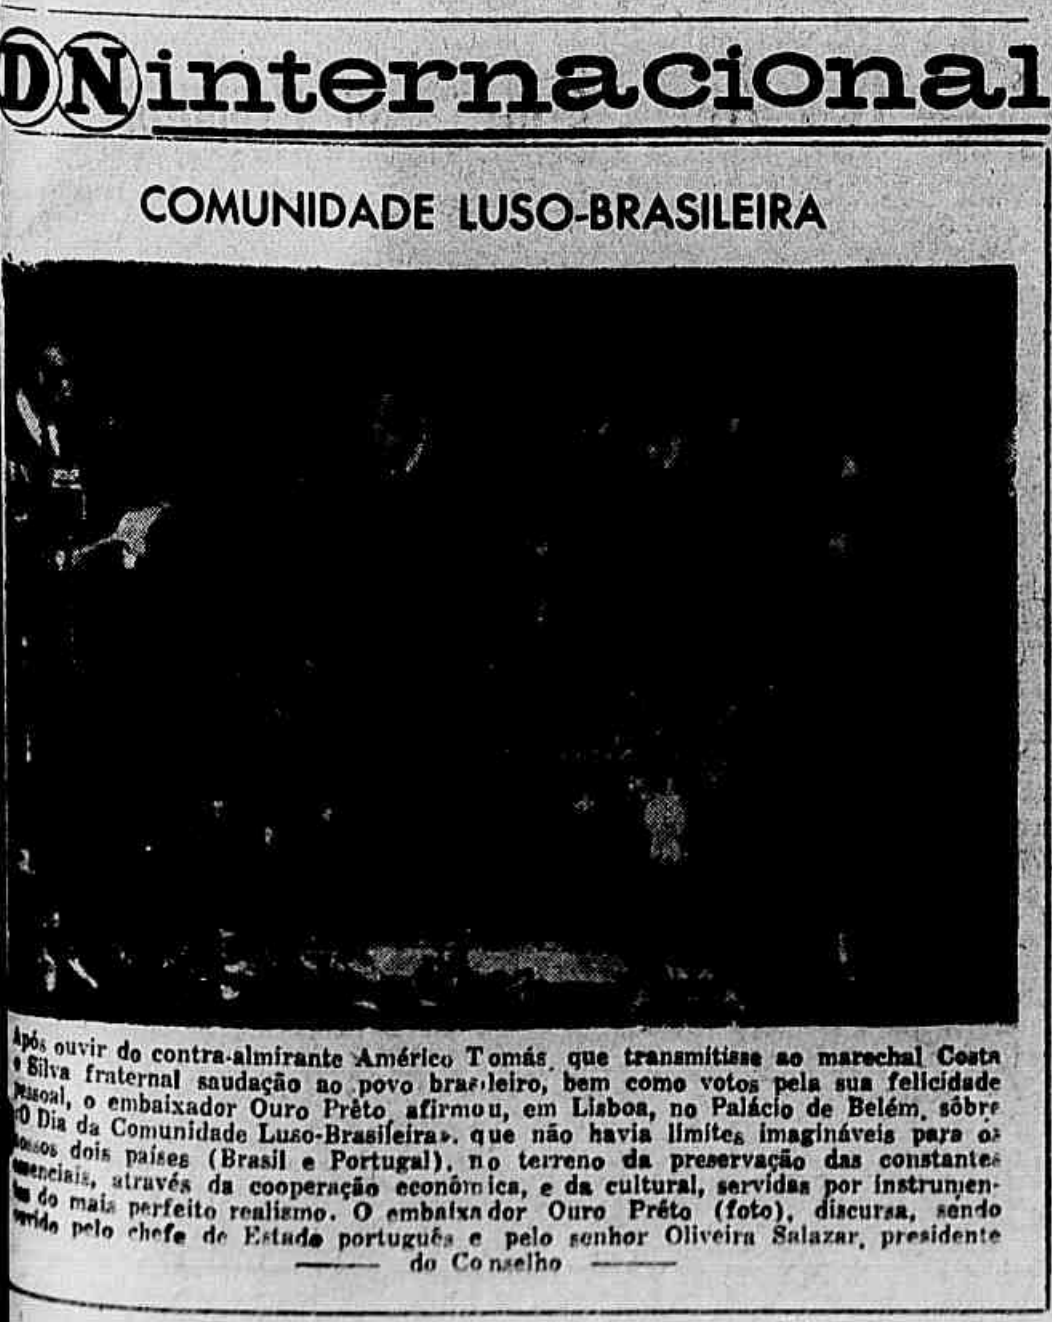 DN internacional
COMUNIDADE LUSO-BRASILEIRA
Após ouvir do contra-almirante Américo Tomás, que transmitisse ao marechal Costa
e Silva fraternal saudação ao povo brasileiro, bem como votos pela sua felicidade
pessoal, o embaixador Ouro Prêto afirmou, em Lisboa, no Palácio de Belém, sôbre
«O Dia da Comunidade Luso-Brasileira», que não havia limites imagináveis para os
nossos dois países (Brasil e Portugal), no terreno da preservação das constantes
através da cooperação econômica, e da cultural, servidas por instrumen-
do mais perfeito realismo. O embaixador Ouro Prêto (foto), discursa, sendo
pelo chefe de Estado português e pelo senhor Oliveira Salazar, presidente
do Conselho